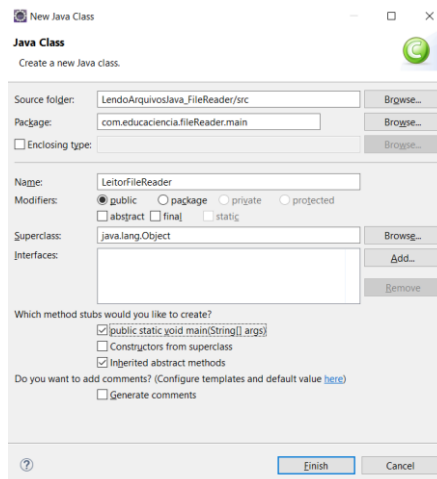 New Java Class
Java Class
Create a new Java class.
C
Source folder: LendoArquivosJava_FileReader/src Browse...
Package: com.educaciencia.fileReader.main Browse...
Enclosing type: Browse...
Name: LeitorFileReader
Modifiers: public package private protected
abstract final static
Superclass: java.lang.Object Browse...
Interfaces: Add...
Remove
Which method stubs would you like to create?
public static void main(String[] args)
Constructors from superclass
Inherited abstract methods
Do you want to add comments? (Configure templates and default value here)
Generate comments
? Finish Cancel